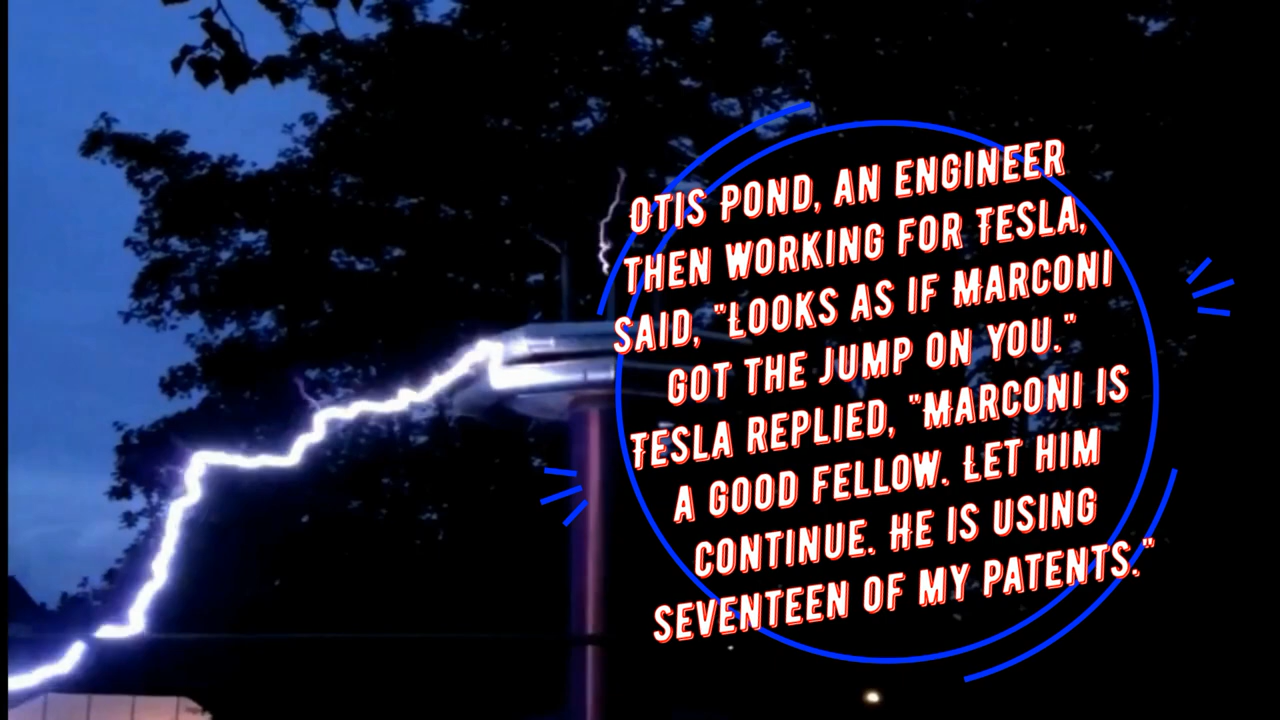 Otis Pond, an engineer
then working for Tesla,
said, "Looks as if Marconi
got the jump on you."
Tesla replied, "Marconi is
a good fellow. Let him
continue. He is using
seventeen of my patents."